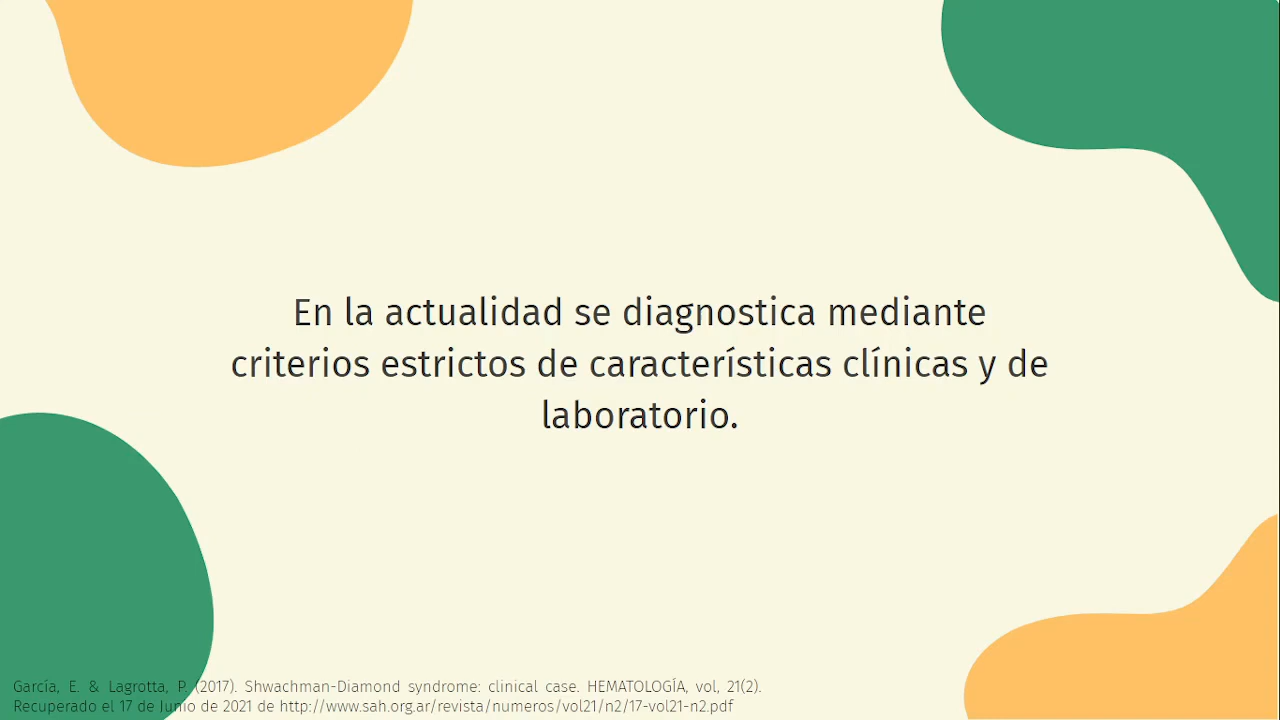 En la actualidad se diagnostica mediante
criterios estrictos de características clínicas y de
laboratorio.
García, E. & Lagrotta, P. (2017). Shwachman-Diamond syndrome: clinical case. HEMATOLOGÍA, vol, 21(2).
Recuperado el 17 de Junio de 2021 de http://www.sah.org.ar/revista/numeros/vol21/n2/17-vol21-n2.pdf